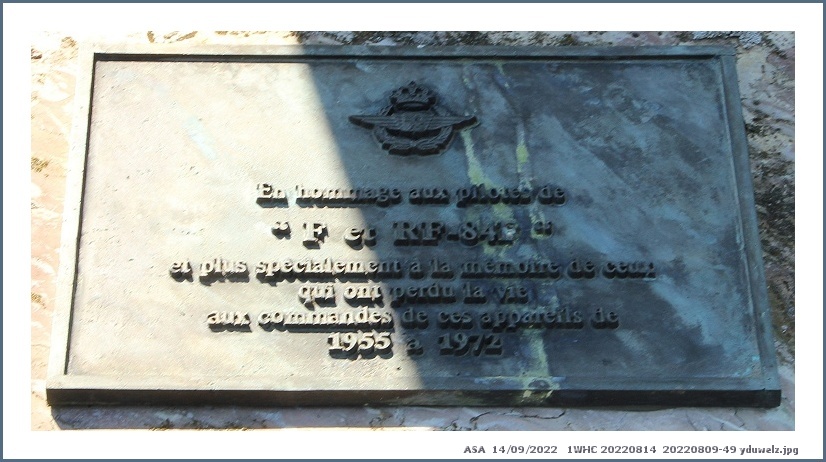 En hommage aux pilotes de
" F et RF-84F "
et plus spécialement à la mémoire de ceux
qui ont perdu la vie
aux commandes de ces appareils de
1955 à 1972
ASA 14/09/2022 1WHC 20220814 20220809-49 yduwelz.jpg